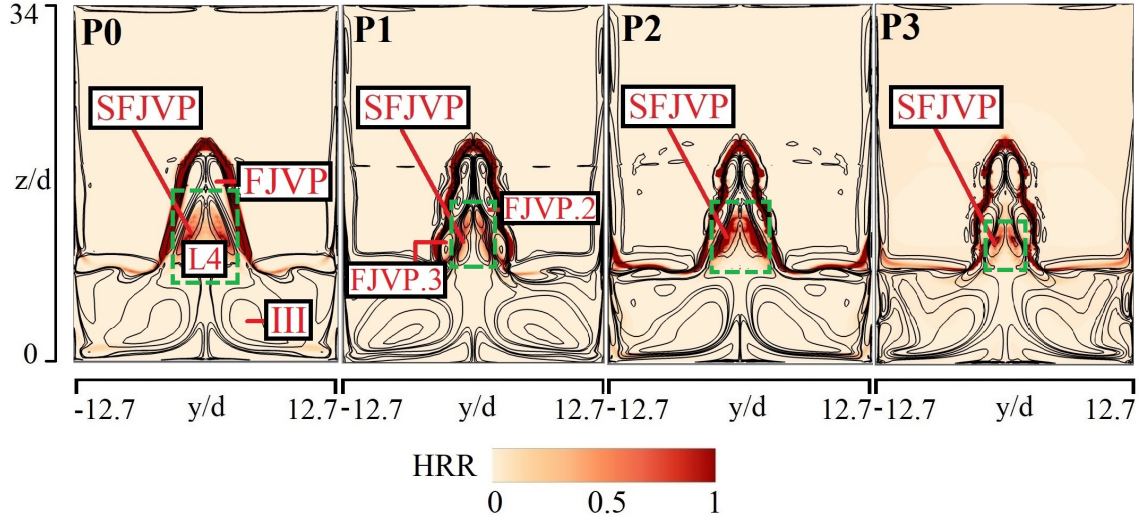 34
P0
P1
P2
P3
SFJVP
SFJVP
SFJVP
SFJVP
z/d
FJVP
FJVP.2
L4
FJVP.3
III
0
-12.7
y/d
12.7
-12.7
y/d
12.7
-12.7
y/d
12.7
-12.7
y/d
12.7
HRR
0
0.5
1